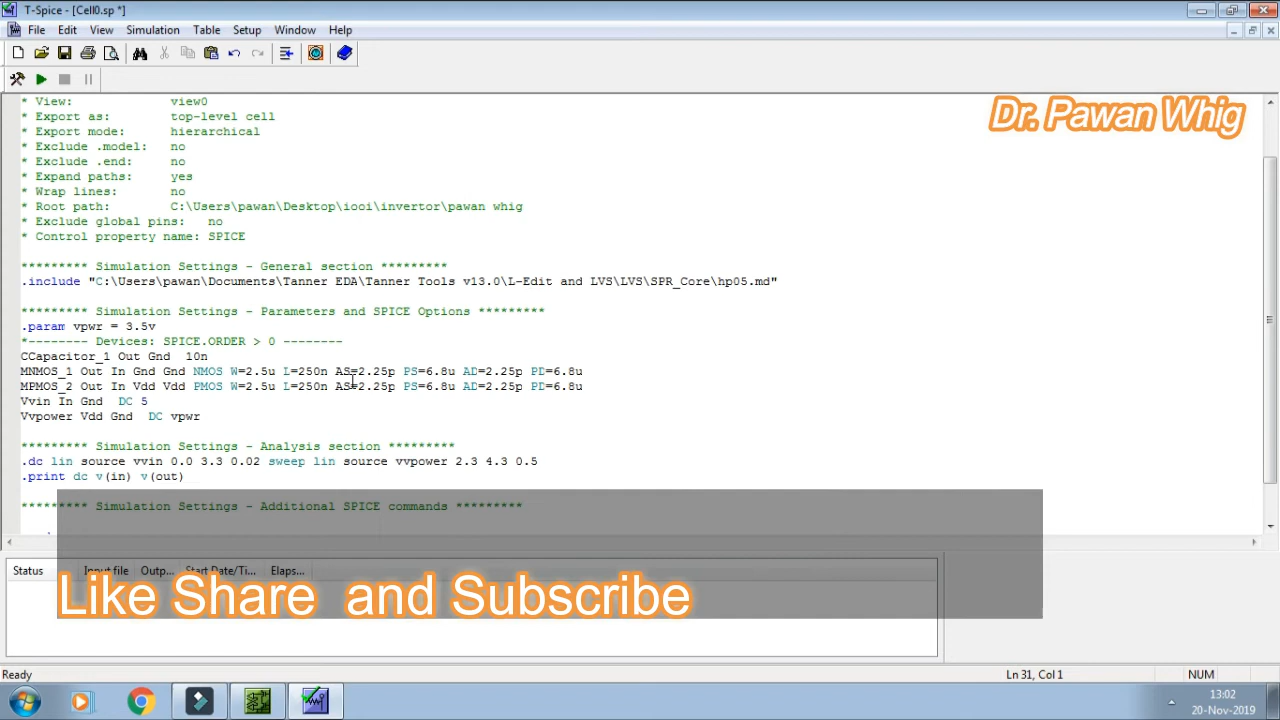 T-Spice - [Cell0.sp *]
File Edit View Simulation Table Setup Window Help
Dr. Pawan Whig
* View: view0
* Export as: top-level cell
* Export mode: hierarchical
* Exclude .model: no
* Exclude .end: no
* Expand paths: yes
* Wrap lines: no
* Root path: C:\Users\pawan\Desktop\iooi\invertor\pawan whig
* Exclude global pins: no
* Control property name: SPICE
********* Simulation Settings - General section *********
.include "C:\Users\pawan\Documents\Tanner EDA\Tanner Tools v13.0\L-Edit and LVS\LVS\SPR_Core\hp05.md"
********* Simulation Settings - Parameters and SPICE Options *********
.param vpwr = 3.5v
*-------- Devices: SPICE.ORDER > 0 --------
CCapacitor_1 Out Gnd 10n
MNMOS_1 Out In Gnd Gnd NMOS W=2.5u L=250n AS=2.25p PS=6.8u AD=2.25p PD=6.8u
MPMOS_2 Out In Vdd Vdd PMOS W=2.5u L=250n AS=2.25p PS=6.8u AD=2.25p PD=6.8u
Vvin In Gnd DC 5
Vvpower Vdd Gnd DC vpwr
********* Simulation Settings - Analysis section *********
.dc lin source vvin 0.0 3.3 0.02 sweep lin source vvpower 2.3 4.3 0.5
.print dc v(in) v(out)
********* Simulation Settings - Additional SPICE commands *********
Status Input file Outp... Start Date/Ti... Elaps...
Like Share and Subscribe
Ready Ln 31, Col 1 NUM
13:02
20-Nov-2019